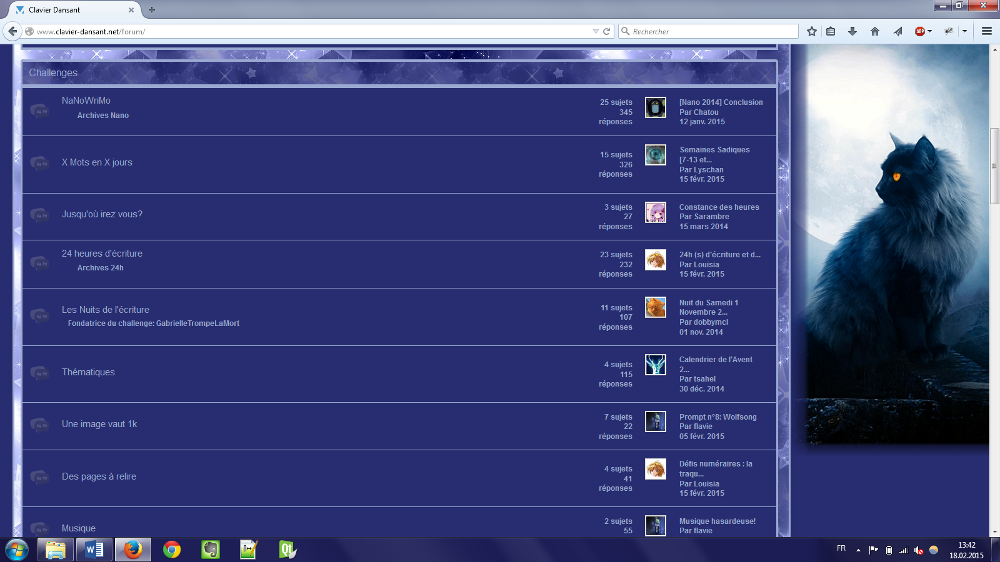 Clavier Dansant
www.clavier-dansant.net/forum/
Rechercher
ABP
Challenges
NaNoWriMo
Archives Nano
25 sujets
345
réponses
[Nano 2014] Conclusion
Par Chatou
12 janv. 2015
X Mots en X jours
15 sujets
326
réponses
Semaines Sadiques
[7-13 et...
Par Lyschan
15 févr. 2015
Jusqu'où irez vous?
3 sujets
27
réponses
Constance des heures
Par Sarambre
15 mars 2014
24 heures d'écriture
Archives 24h
23 sujets
232
réponses
24h (s) d'écriture et d...
Par Louisia
15 févr. 2015
Les Nuits de l'écriture
Fondatrice du challenge: GabrielleTrompeLaMort
11 sujets
107
réponses
Nuit du Samedi 1
Novembre 2...
Par dobbymcl
01 nov. 2014
Thématiques
4 sujets
115
réponses
Calendrier de l'Avent
2...
Par tsahel
30 déc. 2014
Une image vaut 1k
7 sujets
22
réponses
Prompt n°8: Wolfsong
Par flavie
05 févr. 2015
Des pages à relire
4 sujets
41
réponses
Défis numéraires : la
traqu...
Par Louisia
15 févr. 2015
Musique
2 sujets
55
Musique hasardeuse!
Par flavie
FR
13:42
18.02.2015